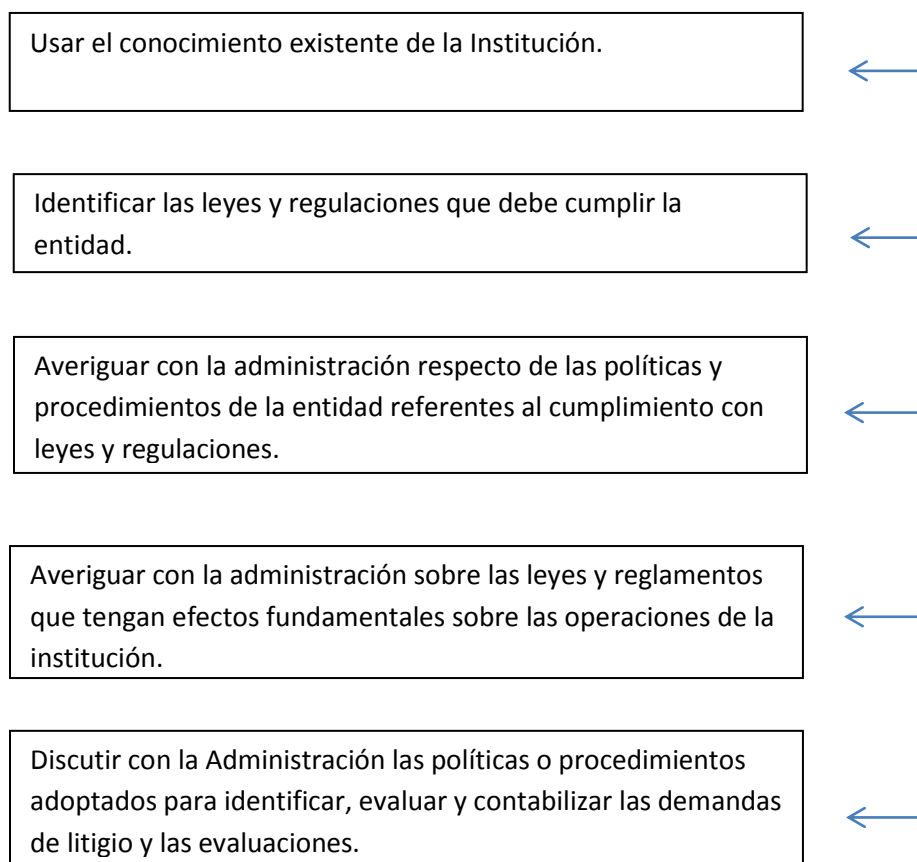 Usar el conocimiento existente de la Institución.
Identificar las leyes y regulaciones que debe cumplir la
entidad.
Averiguar con la administración respecto de las políticas y
procedimientos de la entidad referentes al cumplimiento con
leyes y regulaciones.
Averiguar con la administración sobre las leyes y reglamentos
que tengan efectos fundamentales sobre las operaciones de la
institución.
Discutir con la Administración las políticas o procedimientos
adoptados para identificar, evaluar y contabilizar las demandas
de litigio y las evaluaciones.